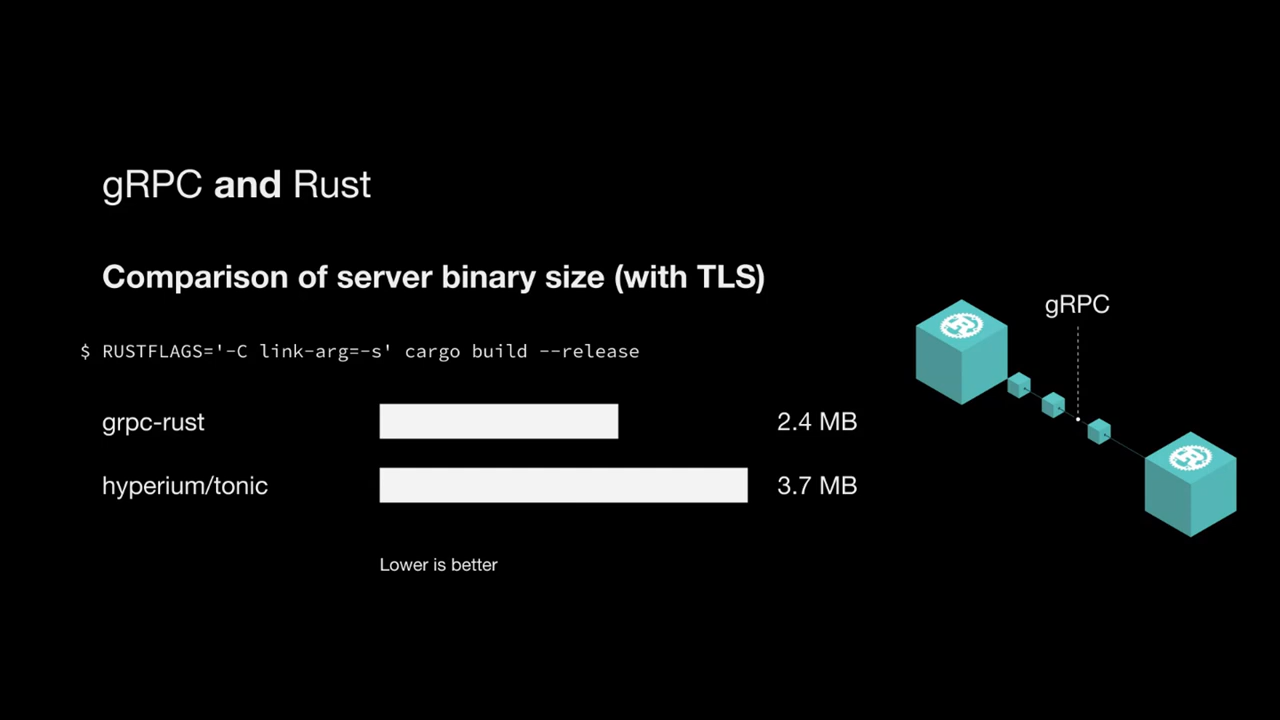 gRPC and Rust
Comparison of server binary size (with TLS)
gRPC
$ RUSTFLAGS='-C link-arg=-s' cargo build --release
grpc-rust 2.4 MB
hyperium/tonic 3.7 MB
Lower is better